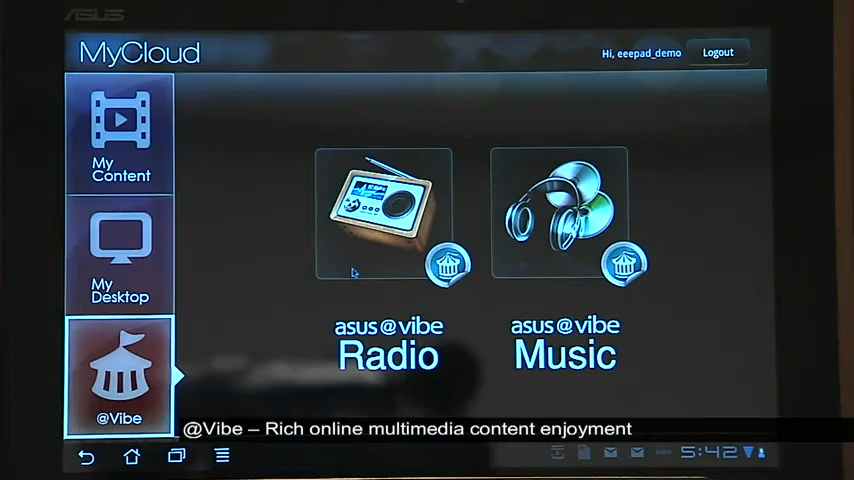 ASUS
MyCloud
Hi, eeepad_demo
Logout
My
Content
My
Desktop
@Vibe
asus@vibe
Radio
asus@vibe
Music
@Vibe – Rich online multimedia content enjoyment
5:42